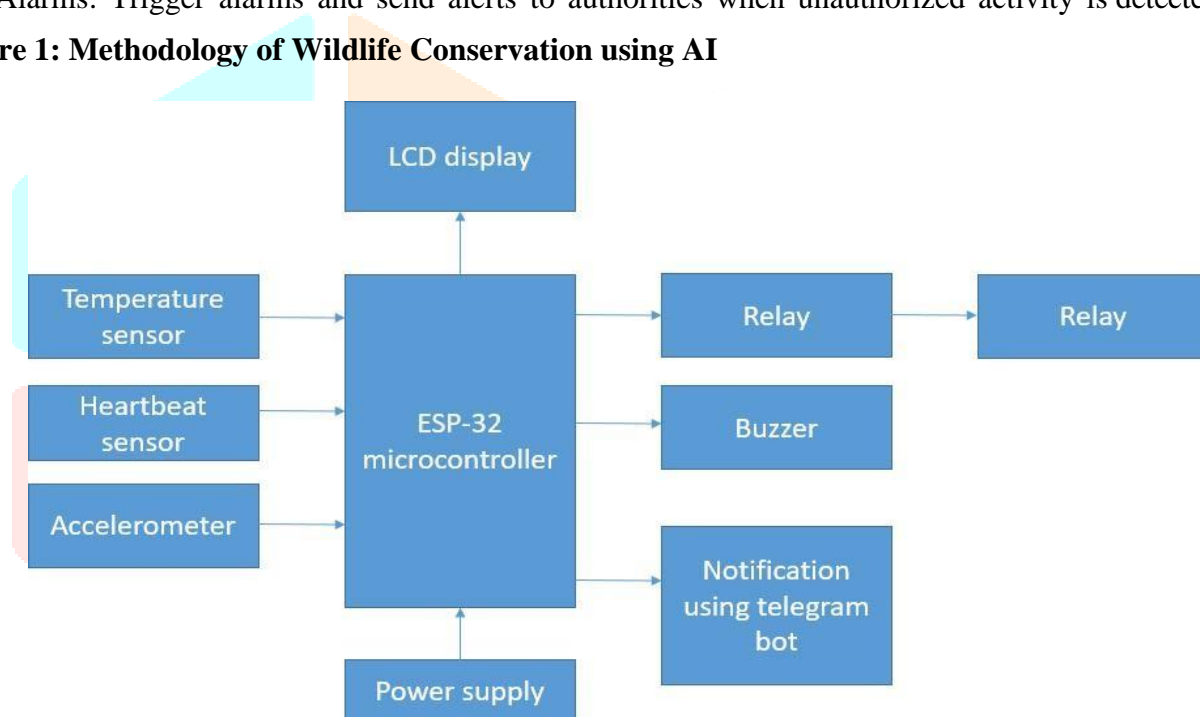 Alarms: Trigger alarms and send alerts to authorities when unauthorized activity is detecte
re 1: Methodology of Wildlife Conservation using AI
LCD display
Temperature
sensor
Heartbeat
sensor
Accelerometer
ESP-32
microcontroller
Relay
Relay
Buzzer
Notification
using telegram
bot
Power supply